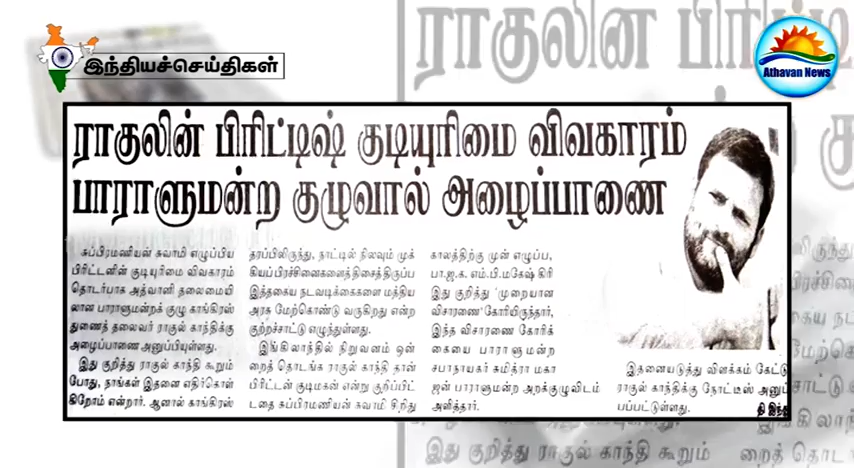 இந்தியச்செய்திகள்
Athavan News
ராகுலின் பிரிட்டிஷ் குடியுரிமை விவகாரம்
பாராளுமன்ற குழுவால் அழைப்பாணை
சுப்பிரமணியன் சுவாமி எழுப்பிய
பிரிட்டனின் குடியுரிமை விவகாரம்
தொடர்பாக அத்வானி தலைமையி
லான பாராளுமன்றக் குழு காங்கிரஸ்
துணைத் தலைவர் ராகுல் காந்திக்கு
அழைப்பாணை அனுப்பியுள்ளது.
இது குறித்து ராகுல் காந்தி கூறும்
போது, நாங்கள் இதனை எதிர்கொள்
கிறோம் என்றார். ஆனால் காங்கிரஸ்
தரப்பிலிருந்து, நாட்டில் நிலவும் முக்
கியப்பிரச்சினைகளைத்திசைத்திருப்ப
இத்தகைய நடவடிக்கைகளை மத்திய
அரசு மேற்கொண்டு வருகிறது என்ற
குற்றச்சாட்டு எழுந்துள்ளது.
இங்கிலாந்தில் நிறுவனம் ஒன்
றைத் தொடங்க ராகுல் காந்தி தான்
பிரிட்டன் குடிமகன் என்று குறிப்பிட்
டதை சுப்பிரமணியன் சுவாமி சிறிது
காலத்திற்கு முன் எழுப்ப,
பா.ஜ.க. எம்.பி.மகேஷ் கிரி
இது குறித்து 'முறையான
விசாரணை' கோரியிருந்தார்,
இந்த விசாரணை கோரிக்
கையை பாராளுமன்ற
சபாநாயகர் சுமித்ரா மகா
ஜன் பாராளுமன்ற அறக்குழுவிடம்
அளித்தார்.
இதனையடுத்து விளக்கம் கேட்டு
ராகுல் காந்திக்கு நோட்டீஸ் அனுப்
பப்பட்டுள்ளது.
தி இந்து